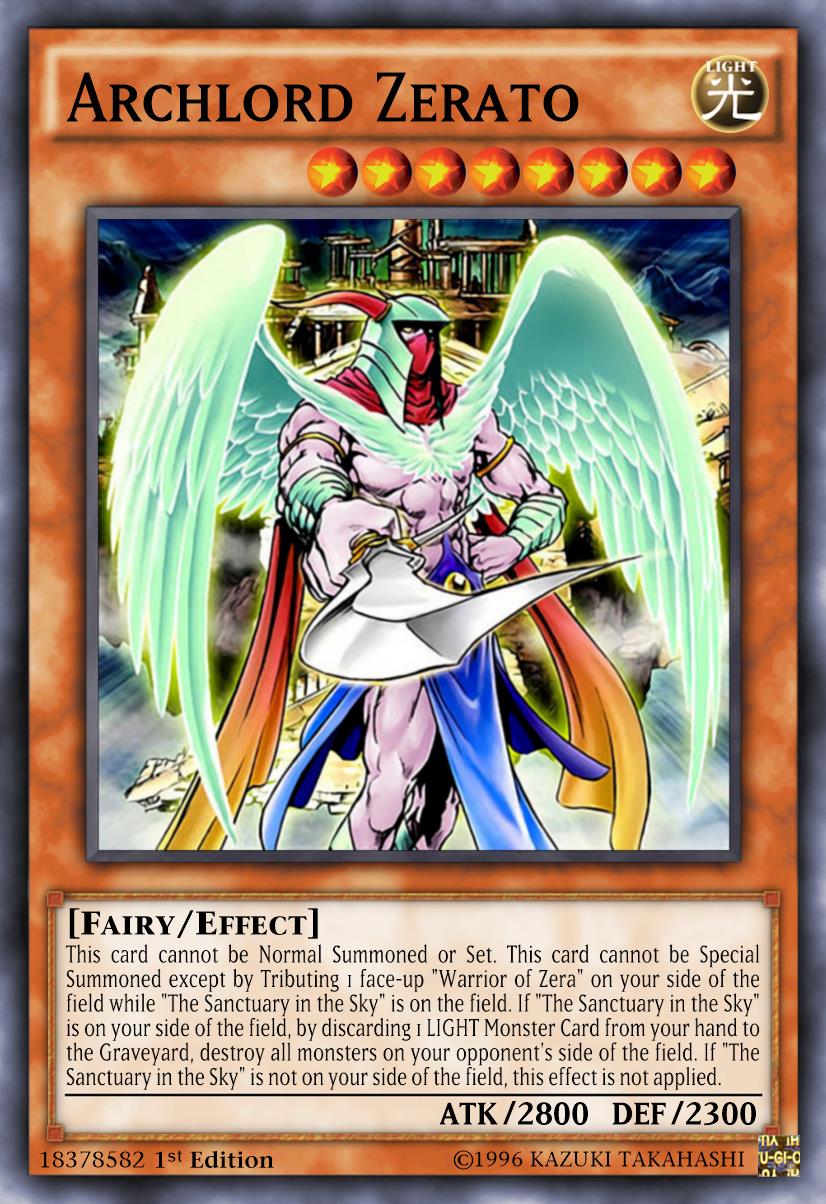 ARCHLORD ZERATO
LIGHT
光
[FAIRY/EFFECT]
This card cannot be Normal Summoned or Set. This card cannot be Special
Summoned except by Tributing 1 face-up "Warrior of Zera" on your side of the
field while "The Sanctuary in the Sky" is on the field. If "The Sanctuary in the Sky"
is on your side of the field, by discarding 1 LIGHT Monster Card from your hand to
the Graveyard, destroy all monsters on your opponent's side of the field. If "The
Sanctuary in the Sky" is not on your side of the field, this effect is not applied.
ATK/2800 DEF/2300
18378582 1st Edition ©1996 KAZUKI TAKAHASHI